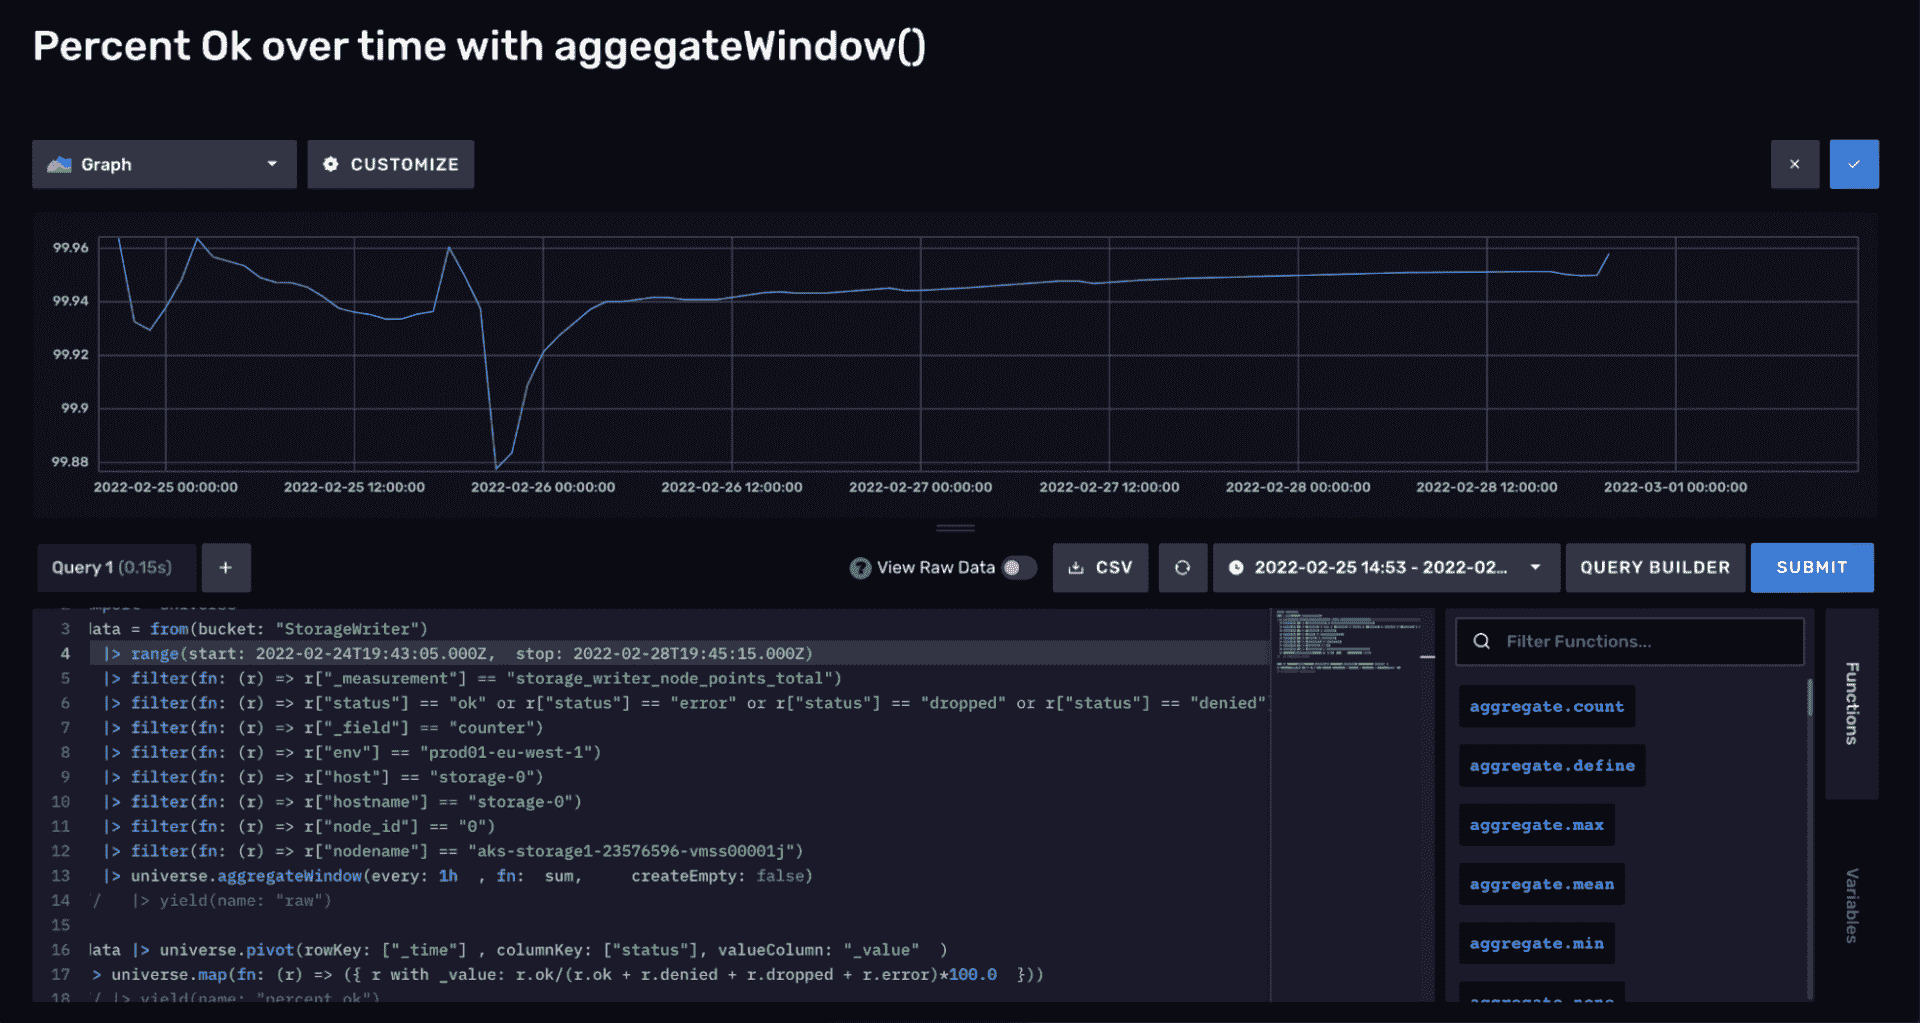 Percent Ok over time with aggegateWindow()
Graph
CUSTOMIZE
99.96
99.94
99.92
99.9
99.88
2022-02-25 00:00:00
2022-02-25 12:00:00
2022-02-26 00:00:00
2022-02-26 12:00:00
2022-02-27 00:00:00
2022-02-27 12:00:00
2022-02-28 00:00:00
2022-02-28 12:00:00
2022-03-01 00:00:00
Query 1 (0.15s)
+
? View Raw Data
CSV
2022-02-25 14:53 - 2022-02...
QUERY BUILDER
SUBMIT
3 data = from(bucket: "StorageWriter")
4 |> range(start: 2022-02-24T19:43:05.000Z,  stop: 2022-02-28T19:45:15.000Z)
5 |> filter(fn: (r) => r["_measurement"] == "storage_writer_node_points_total")
6 |> filter(fn: (r) => r["status"] == "ok" or r["status"] == "error" or r["status"] == "dropped" or r["status"] == "denied"
7 |> filter(fn: (r) => r["_field"] == "counter")
8 |> filter(fn: (r) => r["env"] == "prod01-eu-west-1")
9 |> filter(fn: (r) => r["host"] == "storage-0")
10 |> filter(fn: (r) => r["hostname"] == "storage-0")
11 |> filter(fn: (r) => r["node_id"] == "0")
12 |> filter(fn: (r) => r["nodename"] == "aks-storage1-23576596-vmss00001j")
13 |> universe.aggregateWindow(every: 1h  , fn:  sum,     createEmpty: false)
14 /   |> yield(name: "raw")
15
16 data |> universe.pivot(rowKey: ["_time"] , columnKey: ["status"], valueColumn: "_value"  )
17 > universe.map(fn: (r) => ({ r with _value: r.ok/(r.ok + r.denied + r.dropped + r.error)*100.0  }))
18 / |> yield(name: "percent ok")
Filter Functions...
aggregate.count
aggregate.define
aggregate.max
aggregate.mean
aggregate.min
Functions
Variables